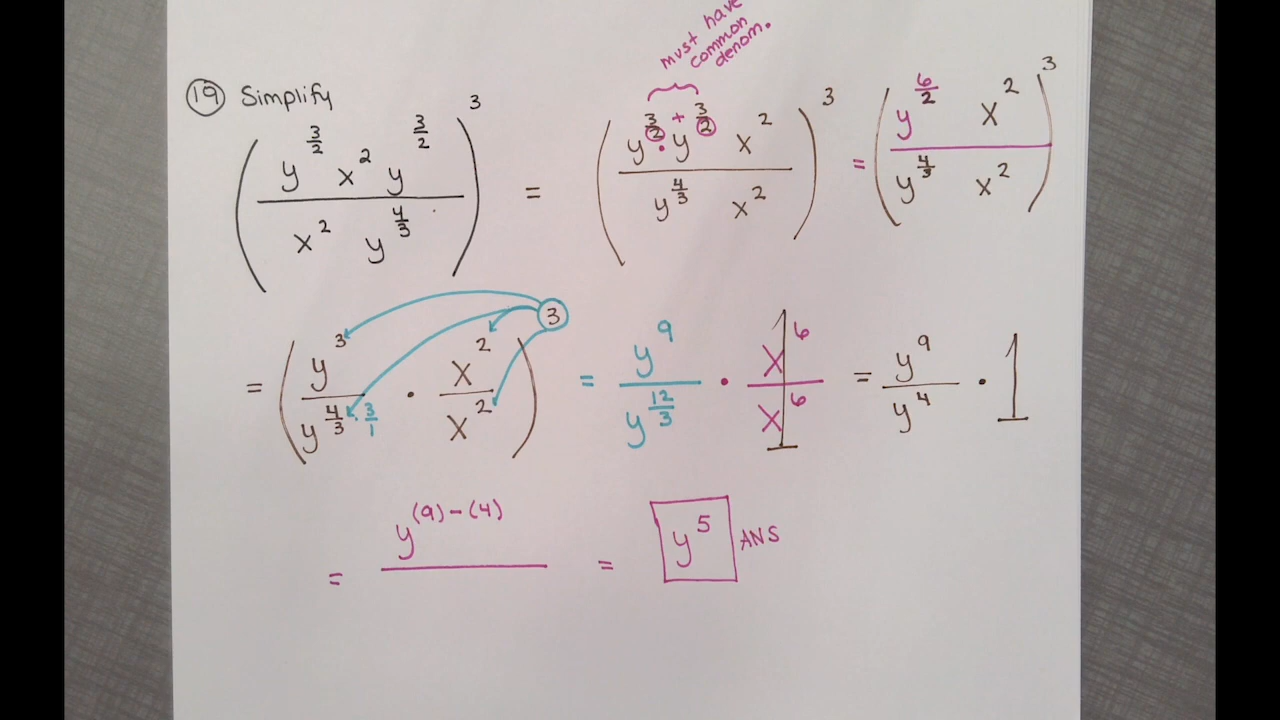 must have
common
denom.
(19) Simplify
(y^(3/2) x^2 y^(3/2) / x^2 y^(4/3))^3 = (y^(3/2) · + y^(3/2) x^2 / y^(4/3) x^2)^3 = (y^(6/2) x^2 / y^(4/3) x^2)^3
= (y^3 / y^(4/3 · 3/1) · x^2 / x^2)^3 = y^9 / y^(12/3) · x^6 / x^6 1 = y^9 / y^4 · 1
= y^((9)-(4)) = y^5 ANS